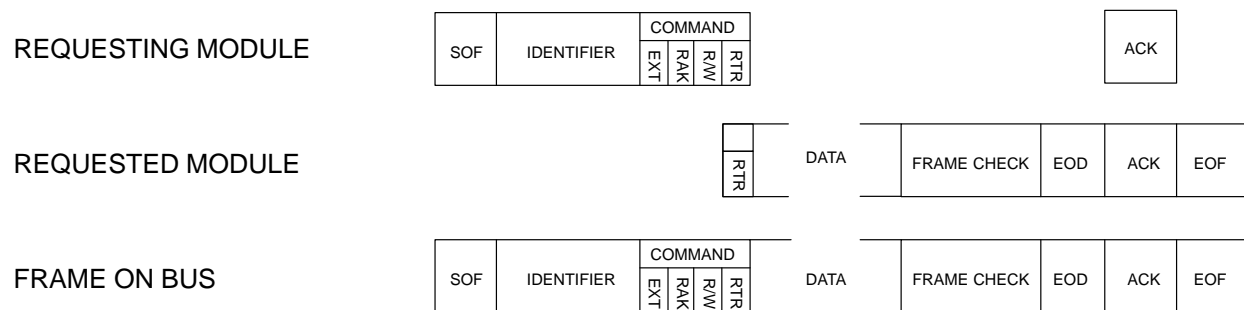 REQUESTING MODULE
COMMAND
SOF IDENTIFIER EXT RAK R/W RTR ACK
REQUESTED MODULE
RTR DATA FRAME CHECK EOD ACK EOF
FRAME ON BUS
COMMAND
SOF IDENTIFIER EXT RAK R/W RTR DATA FRAME CHECK EOD ACK EOF